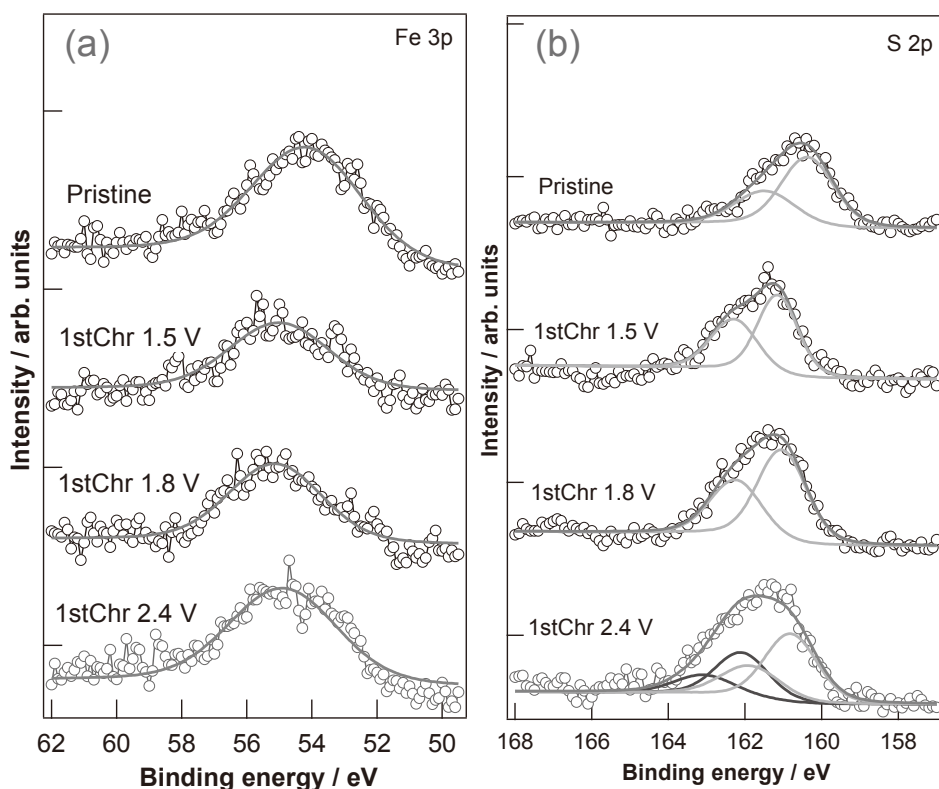 (a)
Fe 3p
Pristine
1stChr 1.5 V
1stChr 1.8 V
1stChr 2.4 V
Intensity / arb. units
62 60 58 56 54 52 50
Binding energy / eV
(b)
S 2p
Pristine
1stChr 1.5 V
1stChr 1.8 V
1stChr 2.4 V
Intensity / arb. units
168 166 164 162 160 158
Binding energy / eV